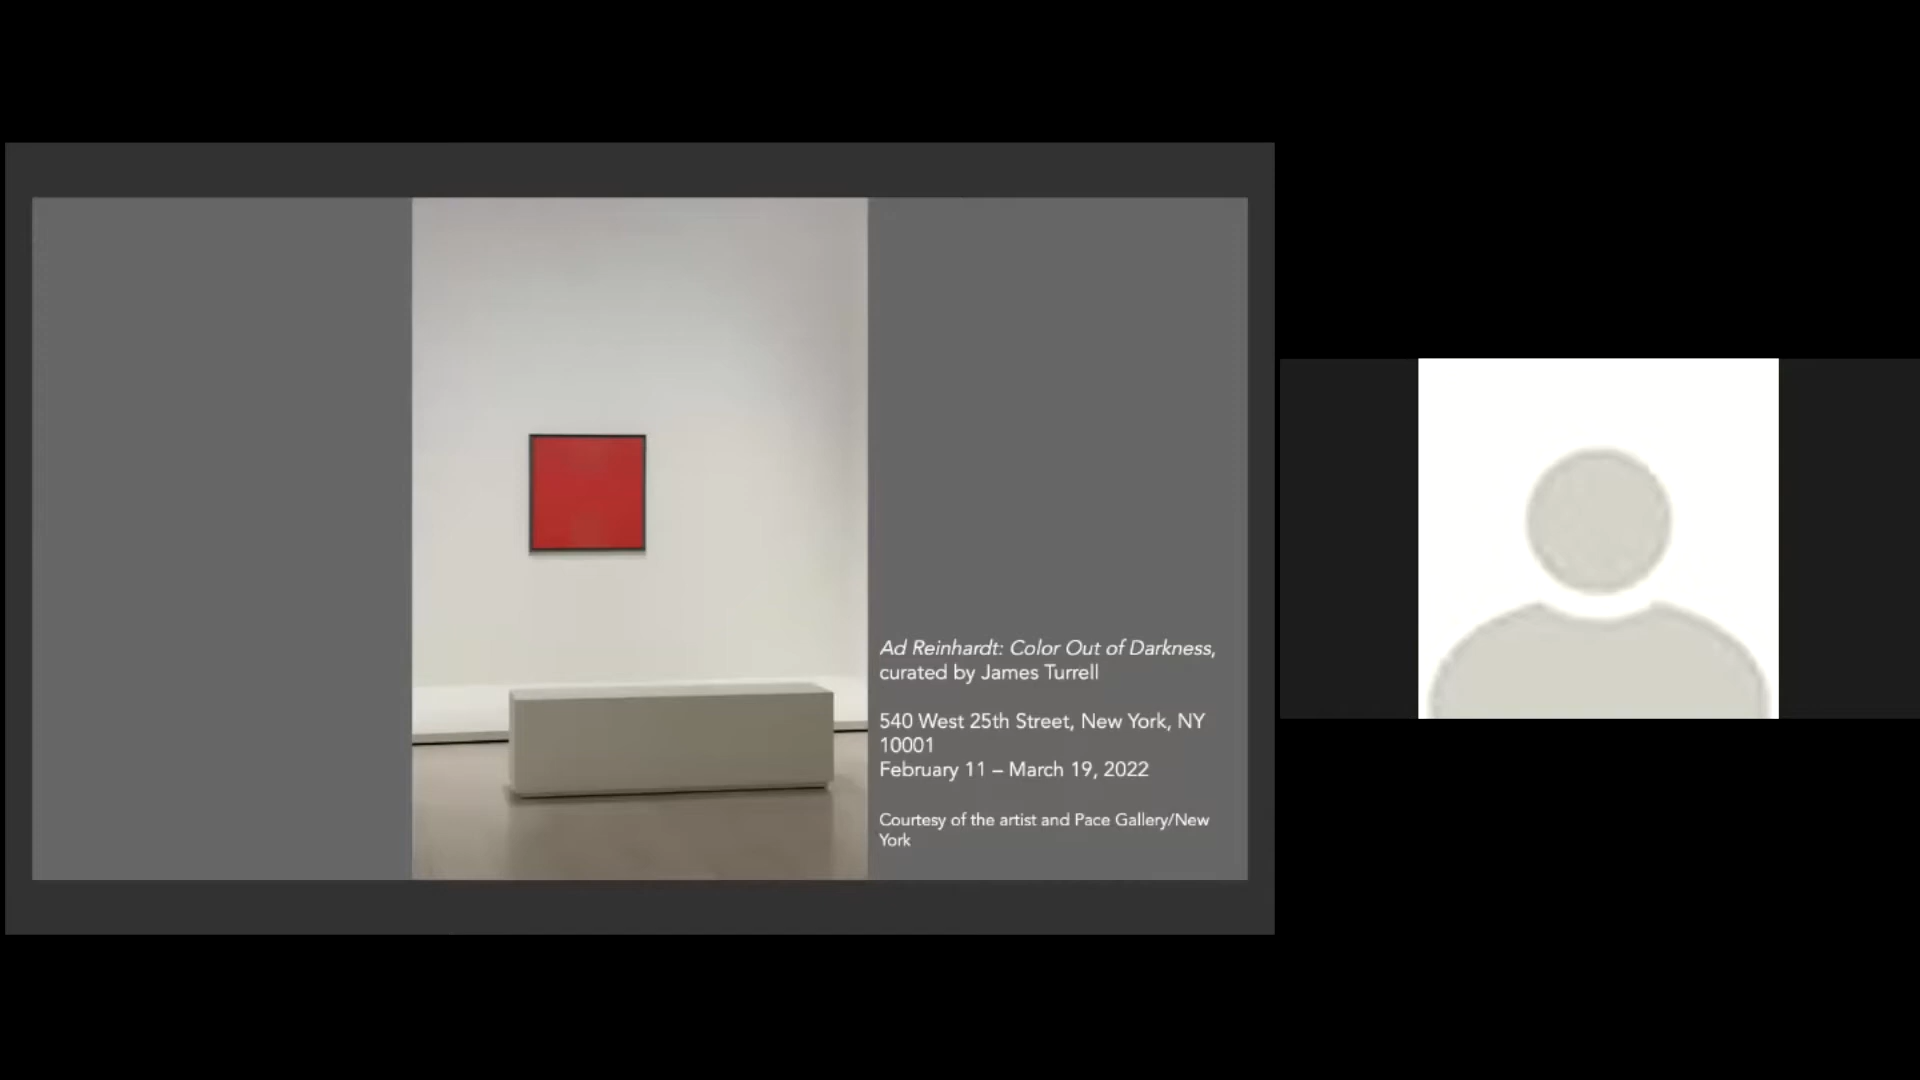 Ad Reinhardt: Color Out of Darkness,
curated by James Turrell
540 West 25th Street, New York, NY
10001
February 11 – March 19, 2022
Courtesy of the artist and Pace Gallery/New
York